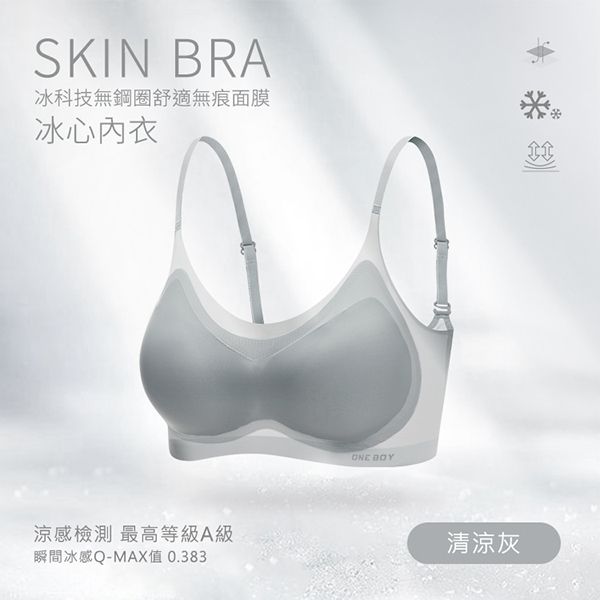 SKIN BRA
冰科技無鋼圈舒適無痕面膜
冰心內衣
ONE BOY
涼感檢測 最高等級A級
瞬間冰感Q-MAX值 0.383
清涼灰